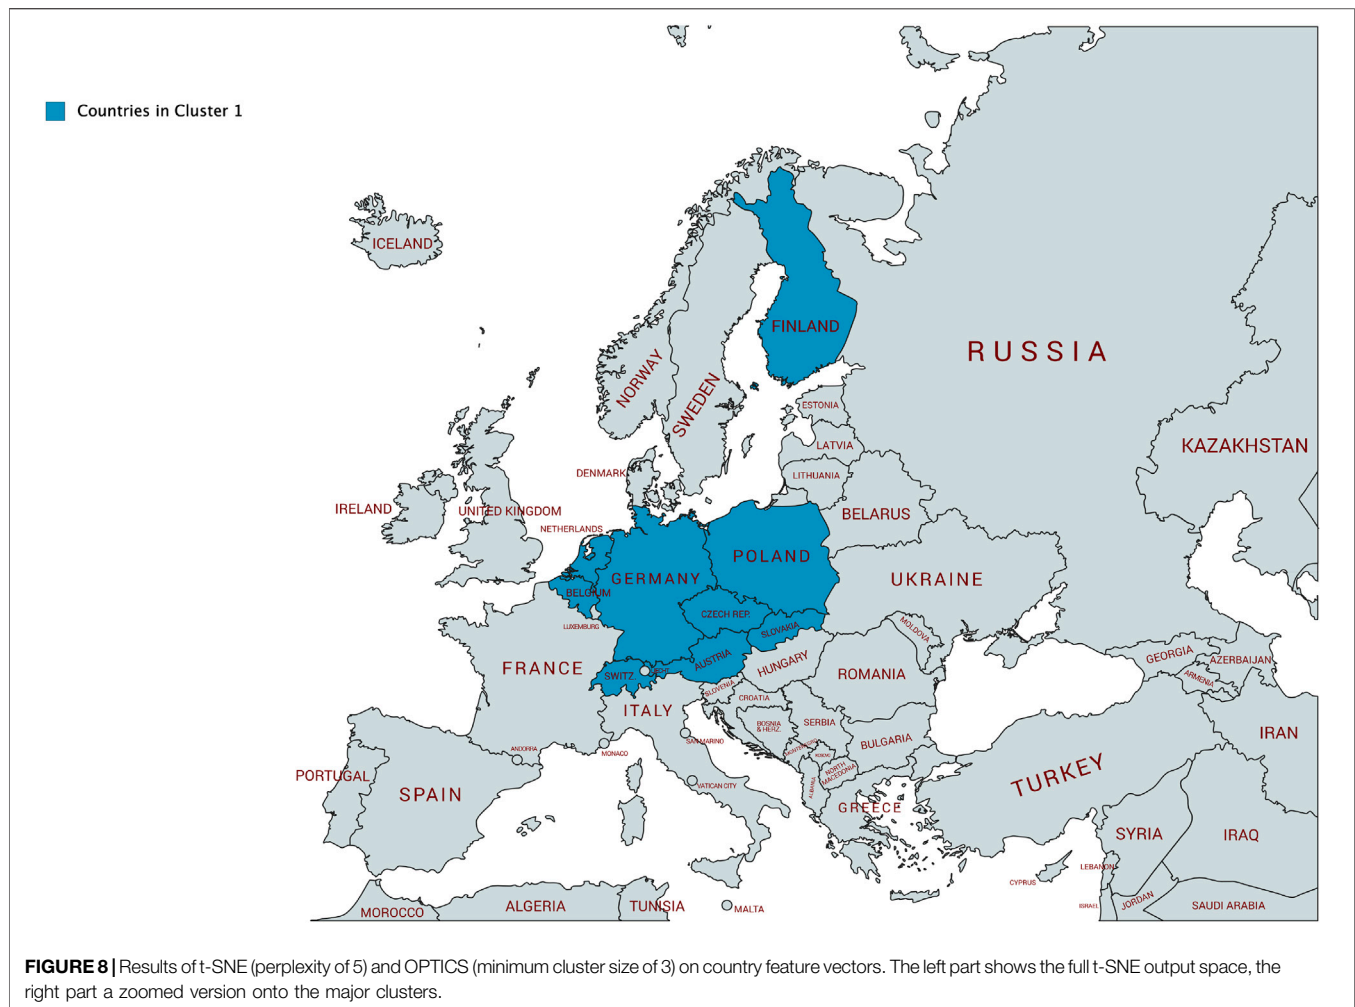 Countries in Cluster 1
ICELAND
FINLAND
RUSSIA
NORWAY
SWEDEN
ESTONIA
LATVIA
KAZAKHSTAN
LITHUANIA
DENMARK
IRELAND
UNITED KINGDOM
BELARUS
NETHERLANDS
POLAND
GERMANY
UKRAINE
BELGIUM
CZECH REP.
LUXEMBURG
SLOVAKIA
MOLDOVA
FRANCE
SWITZ.
AUSTRIA
HUNGARY
ROMANIA
GEORGIA
AZERBAIJAN
ARMENIA
SLOVENIA
CROATIA
ITALY
BOSNIA
& HERZ.
SERBIA
BULGARIA
IRAN
SAN MARINO
MONTENEGRO
KOSOVO
ANDORRA
MONACO
NORTH
MACEDONIA
PORTUGAL
SPAIN
VATICAN CITY
ALBANIA
GREECE
TURKEY
SYRIA
IRAQ
LEBANON
CYPRUS
ISRAEL
JORDAN
SAUDI ARABIA
MOROCCO
ALGERIA
TUNISIA
MALTA
FIGURE 8 | Results of t-SNE (perplexity of 5) and OPTICS (minimum cluster size of 3) on country feature vectors. The left part shows the full t-SNE output space, the
right part a zoomed version onto the major clusters.